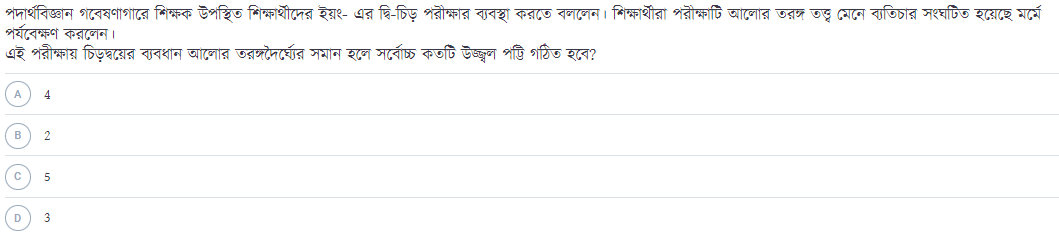 পদার্থবিজ্ঞান গবেষণাগারে শিক্ষক উপস্থিত শিক্ষার্থীদের ইয়ং- এর দ্বি-চিড় পরীক্ষার ব্যবস্থা করতে বললেন। শিক্ষার্থীরা পরীক্ষাটি আলোর তরঙ্গ তত্ত্ব মেনে ব্যতিচার সংঘটিত হয়েছে মর্মে
পর্যবেক্ষণ করলেন।
এই পরীক্ষায় চিড়দ্বয়ের ব্যবধান আলোর তরঙ্গদৈর্ঘ্যের সমান হলে সর্বোচ্চ কতটি উজ্জ্বল পট্টি গঠিত হবে?
A 4
B 2
C 5
D 3